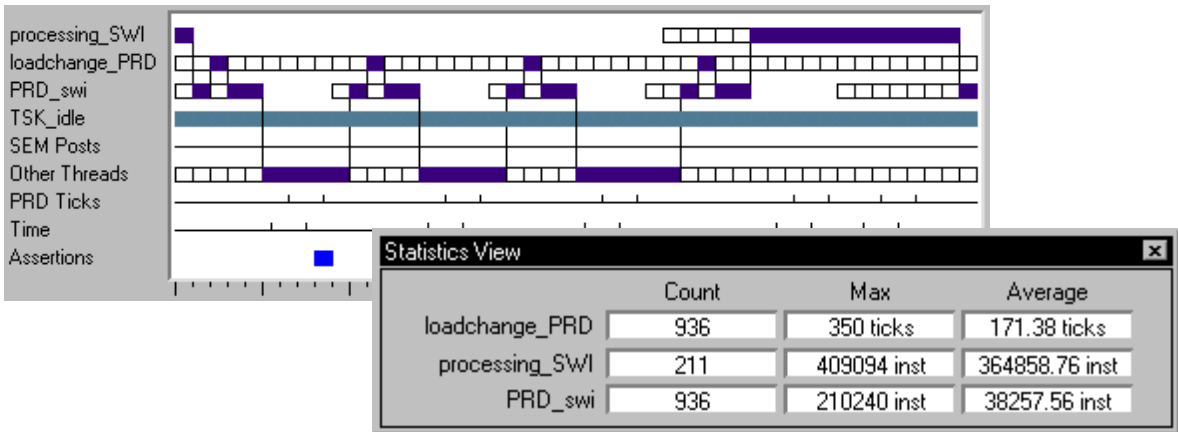 processing_SWI
loadchange_PRD
PRD_swi
TSK_idle
SEM Posts
Other Threads
PRD Ticks
Time
Assertions
Statistics View
Count Max Average
loadchange_PRD 936 350 ticks 171.38 ticks
processing_SWI 211 409094 inst 364858.76 inst
PRD_swi 936 210240 inst 38257.56 inst